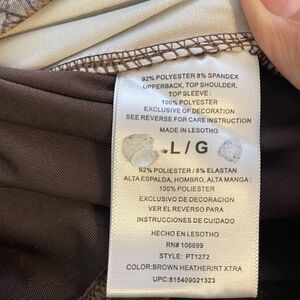 92% POLYESTER 8% SPANDEX
UPPERBACK, TOP SHOULDER,
TOP SLEEVE:
100% POLYESTER
EXCLUSIVE OF DECORATION
SEE REVERSE FOR CARE INSTRUCTION
MADE IN LESOTHO
L / G
92% POLIESTER / 8% ELASTAN
ALTA ESPALDA, HOMBRO, ALTA MANGA:
100% POLIESTER
EXCLUSIVO DE DECORACION
VER EL REVERSO PARA
INSTRUCCIONES DE CUIDADO
HECHO EN LESOTHO
RN# 106699
STYLE: PT1272
COLOR:BROWN HEATHER/RT XTRA
UPC:815409021323